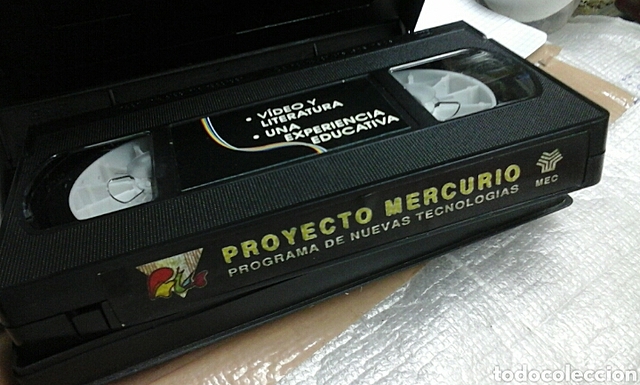 • VÍDEO Y
LITERATURA
• UNA
EXPERIENCIA
EDUCATIVA
PROYECTO MERCURIO
PROGRAMA DE NUEVAS TECNOLOGIAS
MEC
todocoleccion